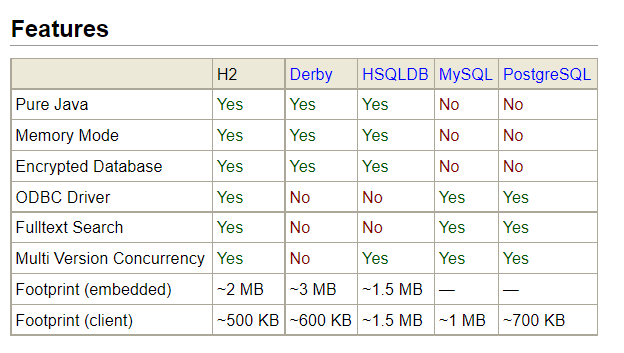 Features
H2 Derby HSQLDB MySQL PostgreSQL
Pure Java Yes Yes Yes No No
Memory Mode Yes Yes Yes No No
Encrypted Database Yes Yes Yes No No
ODBC Driver Yes No No Yes Yes
Fulltext Search Yes No No Yes Yes
Multi Version Concurrency Yes No Yes Yes Yes
Footprint (embedded) ~2 MB ~3 MB ~1.5 MB — —
Footprint (client) ~500 KB ~600 KB ~1.5 MB ~1 MB ~700 KB